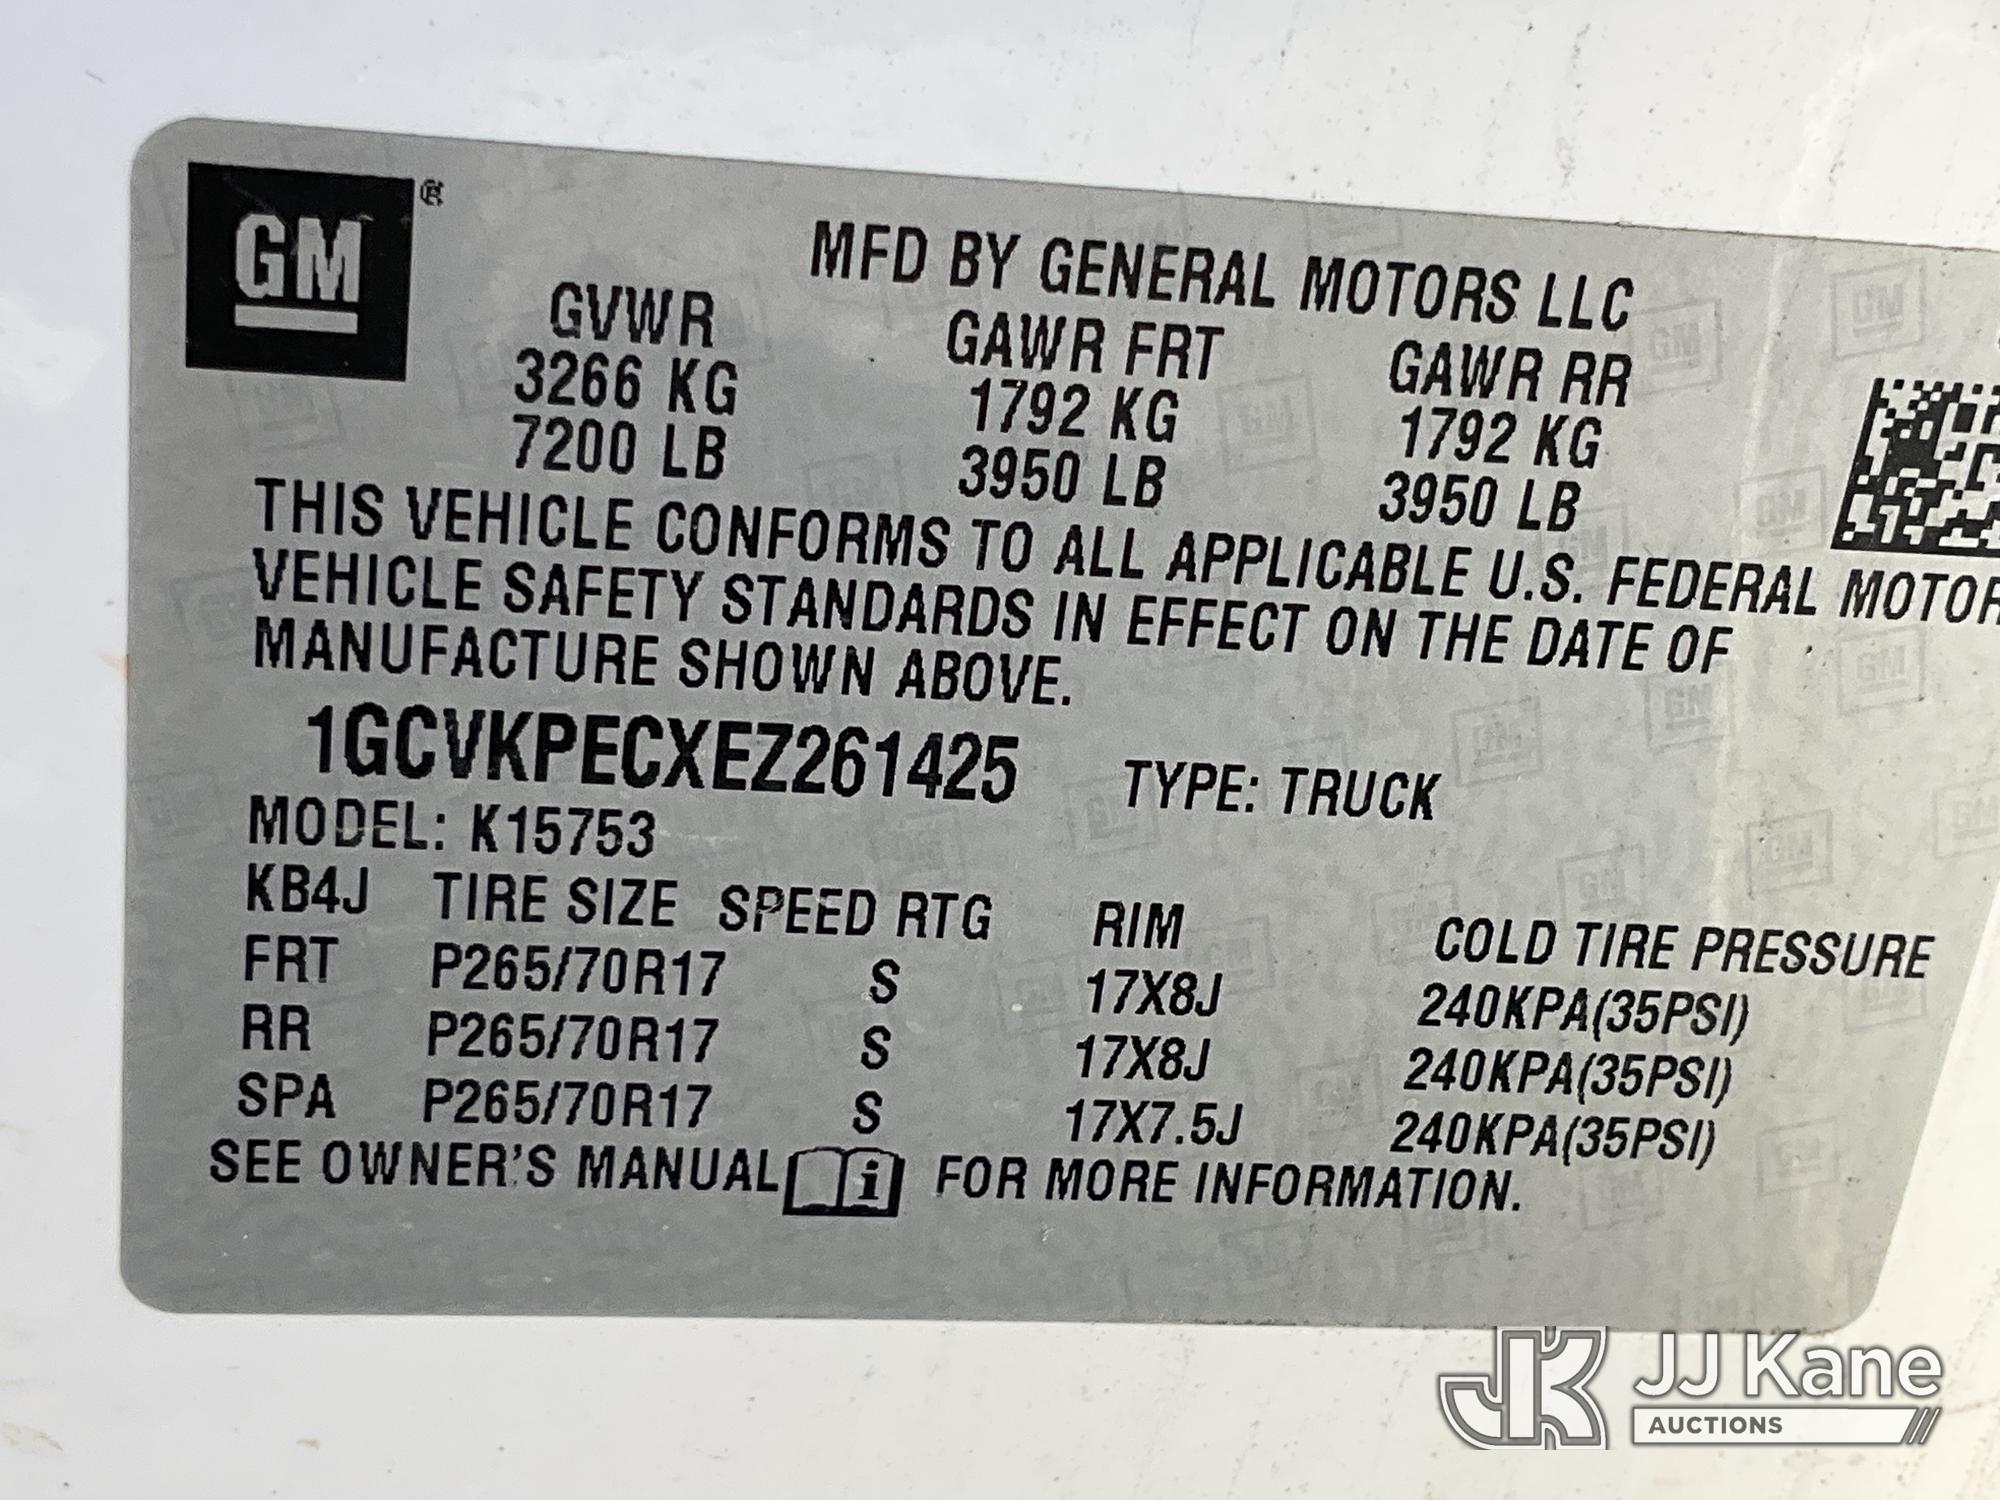 GM®
MFD BY GENERAL MOTORS LLC
GVWR GAWR FRT GAWR RR
3266 KG 1792 KG 1792 KG
7200 LB 3950 LB 3950 LB
THIS VEHICLE CONFORMS TO ALL APPLICABLE U.S. FEDERAL MOTOR
VEHICLE SAFETY STANDARDS IN EFFECT ON THE DATE OF
MANUFACTURE SHOWN ABOVE.
1GCVKPECXEZ261425 TYPE: TRUCK
MODEL: K15753
KB4J TIRE SIZE SPEED RTG RIM COLD TIRE PRESSURE
FRT P265/70R17 S 17X8J 240KPA(35PSI)
RR P265/70R17 S 17X8J 240KPA(35PSI)
SPA P265/70R17 S 17X7.5J 240KPA(35PSI)
SEE OWNER'S MANUAL i FOR MORE INFORMATION.
JK JJ Kane
AUCTIONS